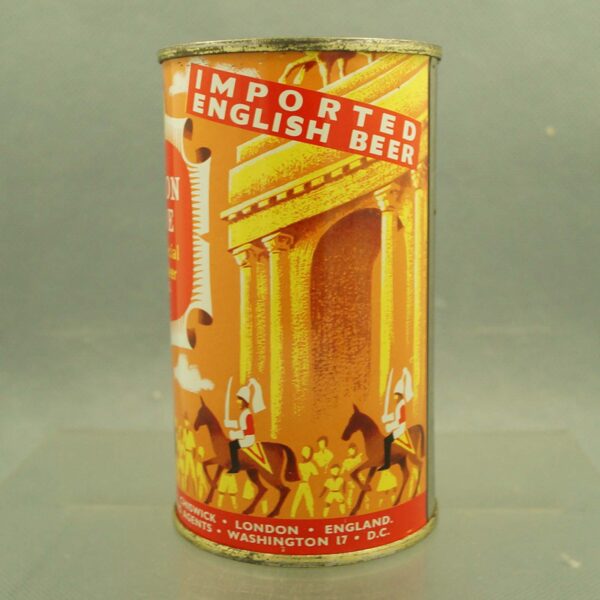 IMPORTED
ENGLISH BEER
ON
E
ial
er
CHISWICK • LONDON • ENGLAND.
AGENTS • WASHINGTON 17 • D.C.